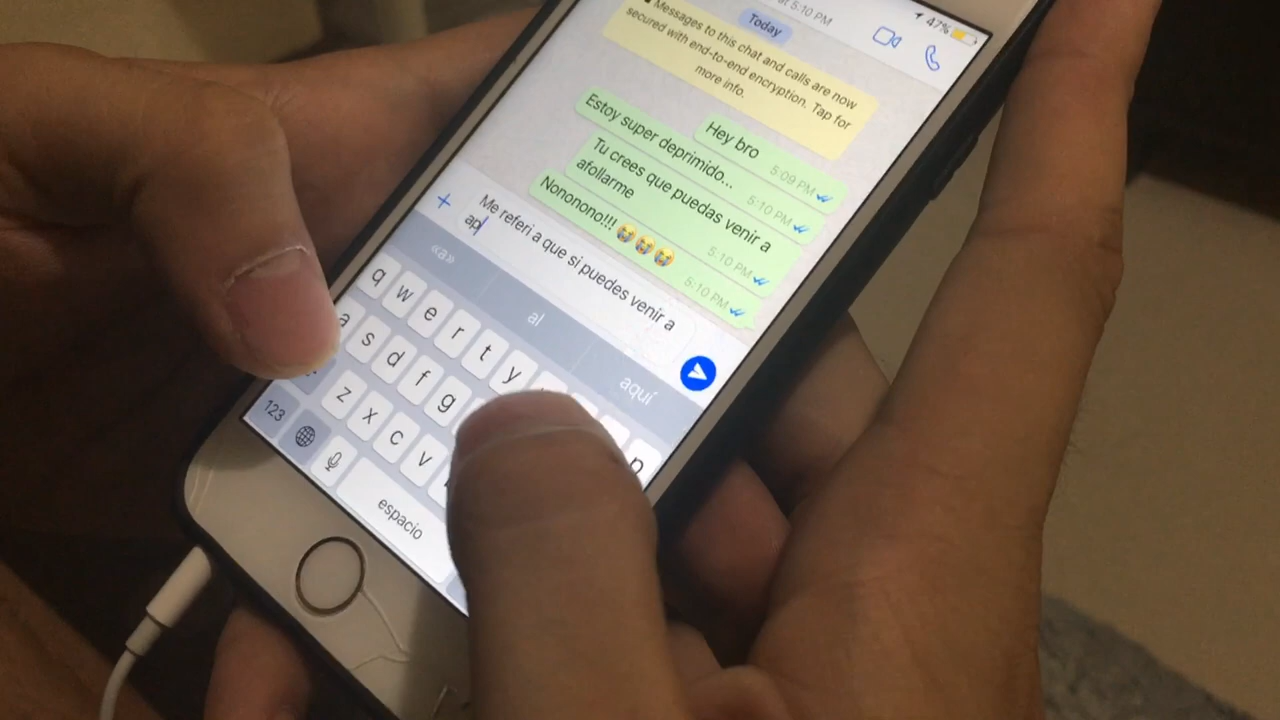 at 5:10 PM
47%
Today
Messages to this chat and calls are now
secured with end-to-end encryption. Tap for
more info.
Hey bro
5:09 PM
Estoy super deprimido...
5:10 PM
Tu crees que puedas venir a
afollarme
5:10 PM
Nononono!!! 😭😭😭
5:10 PM
+
Me referi a que si puedes venir a
ap
«a»
al
aquí
q w e r t y
p
a s d f g
z x c v
123
espacio